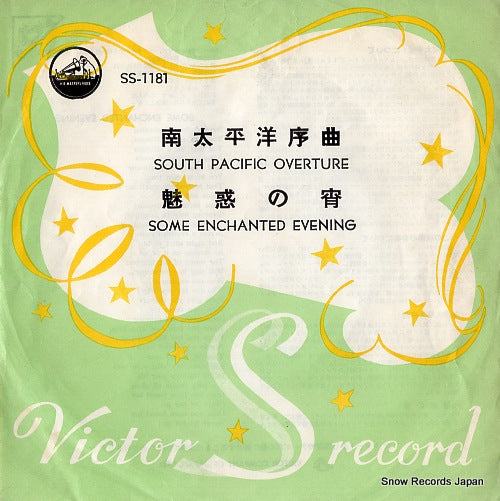 SS-1181
南太平洋序曲
SOUTH PACIFIC OVERTURE
魅惑の宵
SOME ENCHANTED EVENING
Victor S record
Snow Records Japan